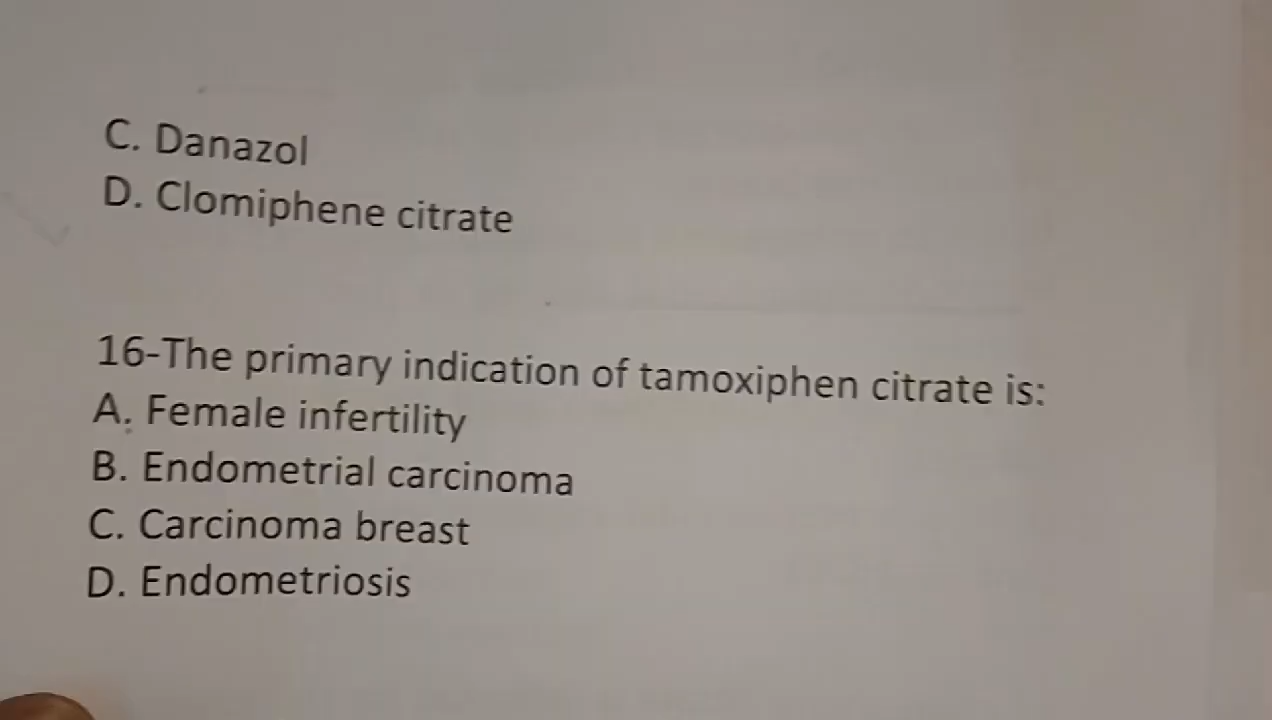 C. Danazol
D. Clomiphene citrate
16-The primary indication of tamoxiphen citrate is:
A. Female infertility
B. Endometrial carcinoma
C. Carcinoma breast
D. Endometriosis